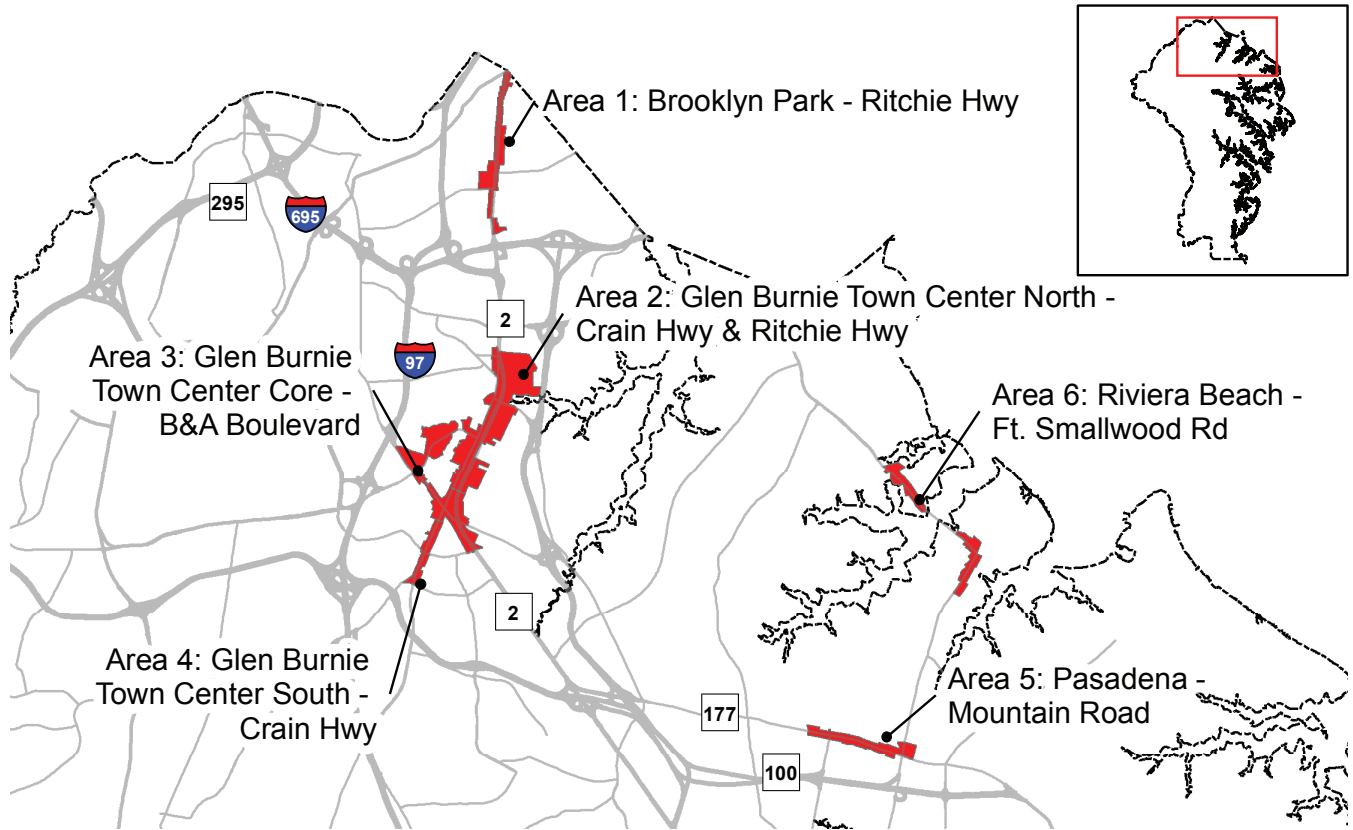 Area 1: Brooklyn Park - Ritchie Hwy
295
695
Area 2: Glen Burnie Town Center North -
Crain Hwy & Ritchie Hwy
2
97
Area 3: Glen Burnie
Town Center Core -
B&A Boulevard
Area 6: Riviera Beach -
Ft. Smallwood Rd
2
Area 4: Glen Burnie
Town Center South -
Crain Hwy
Area 5: Pasadena -
Mountain Road
177
100